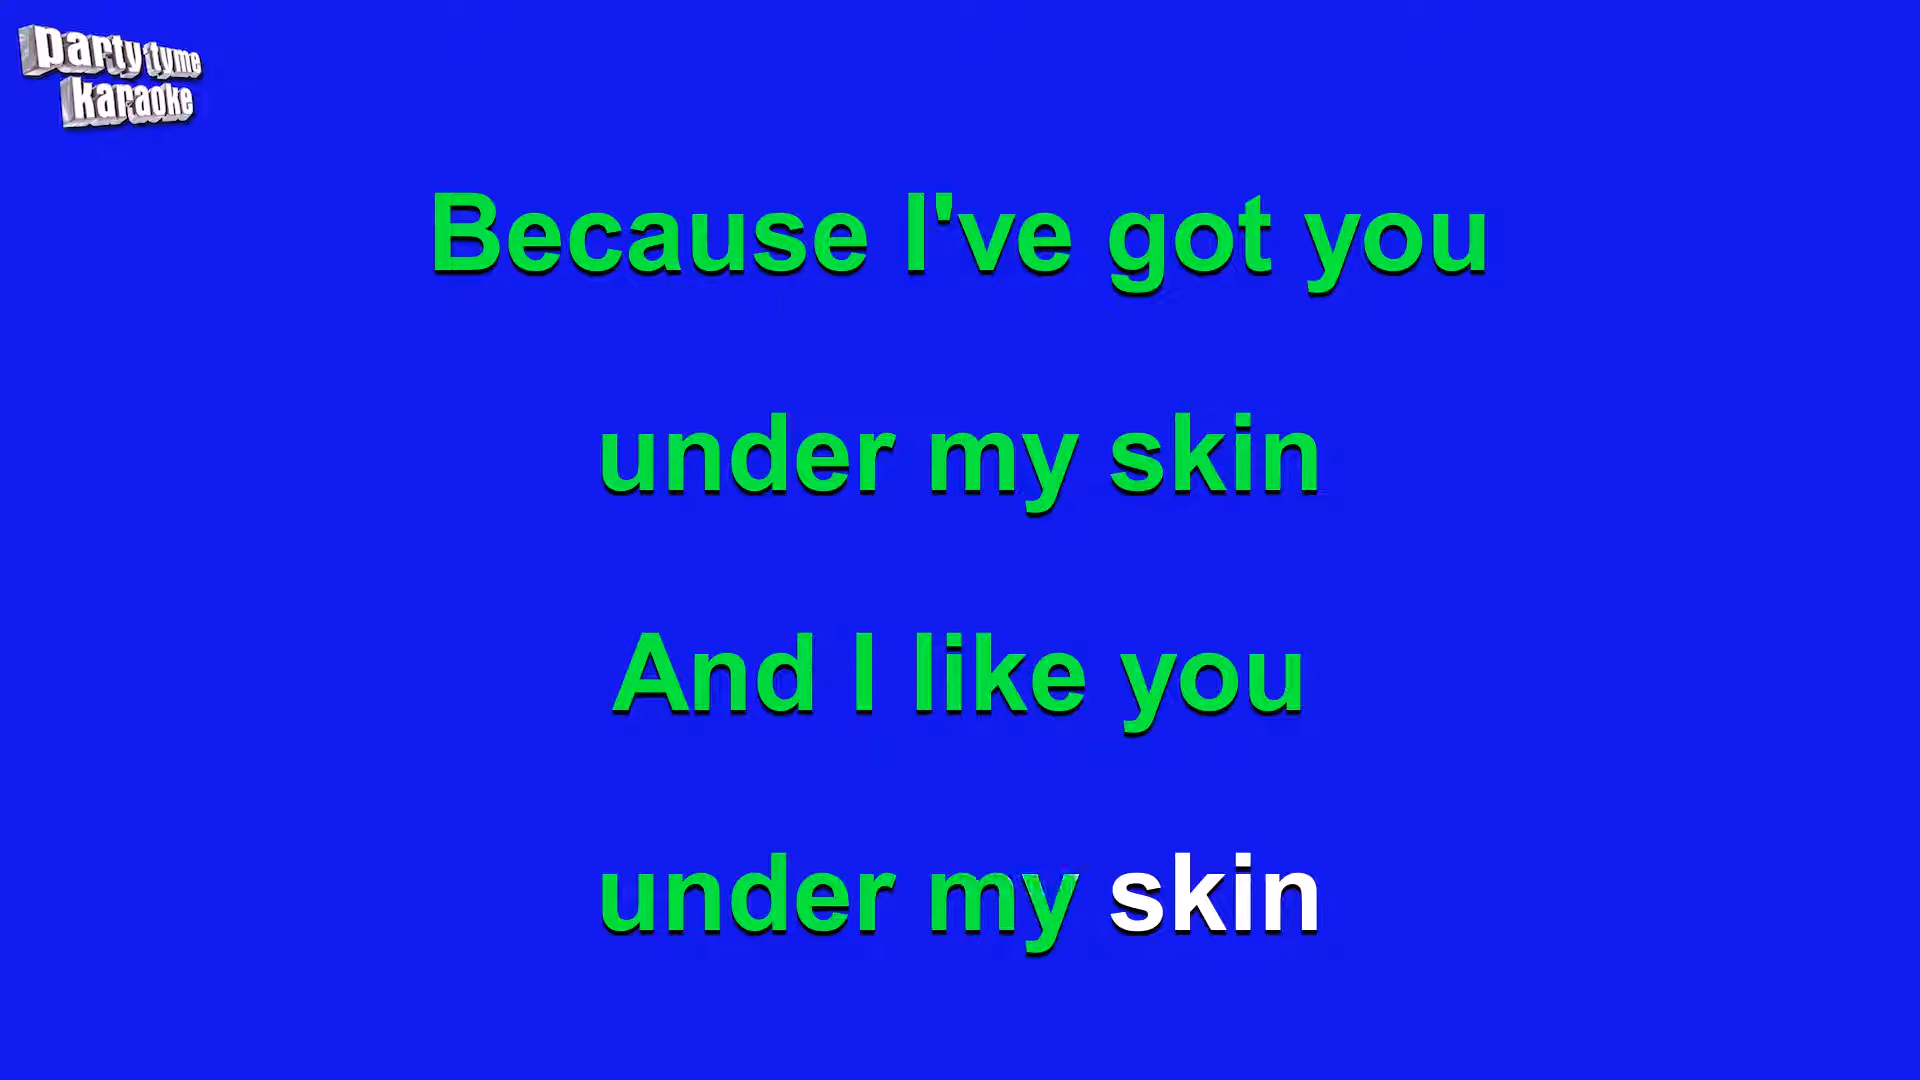 party tyme
karaoke
Because I've got you
under my skin
And I like you
under my skin